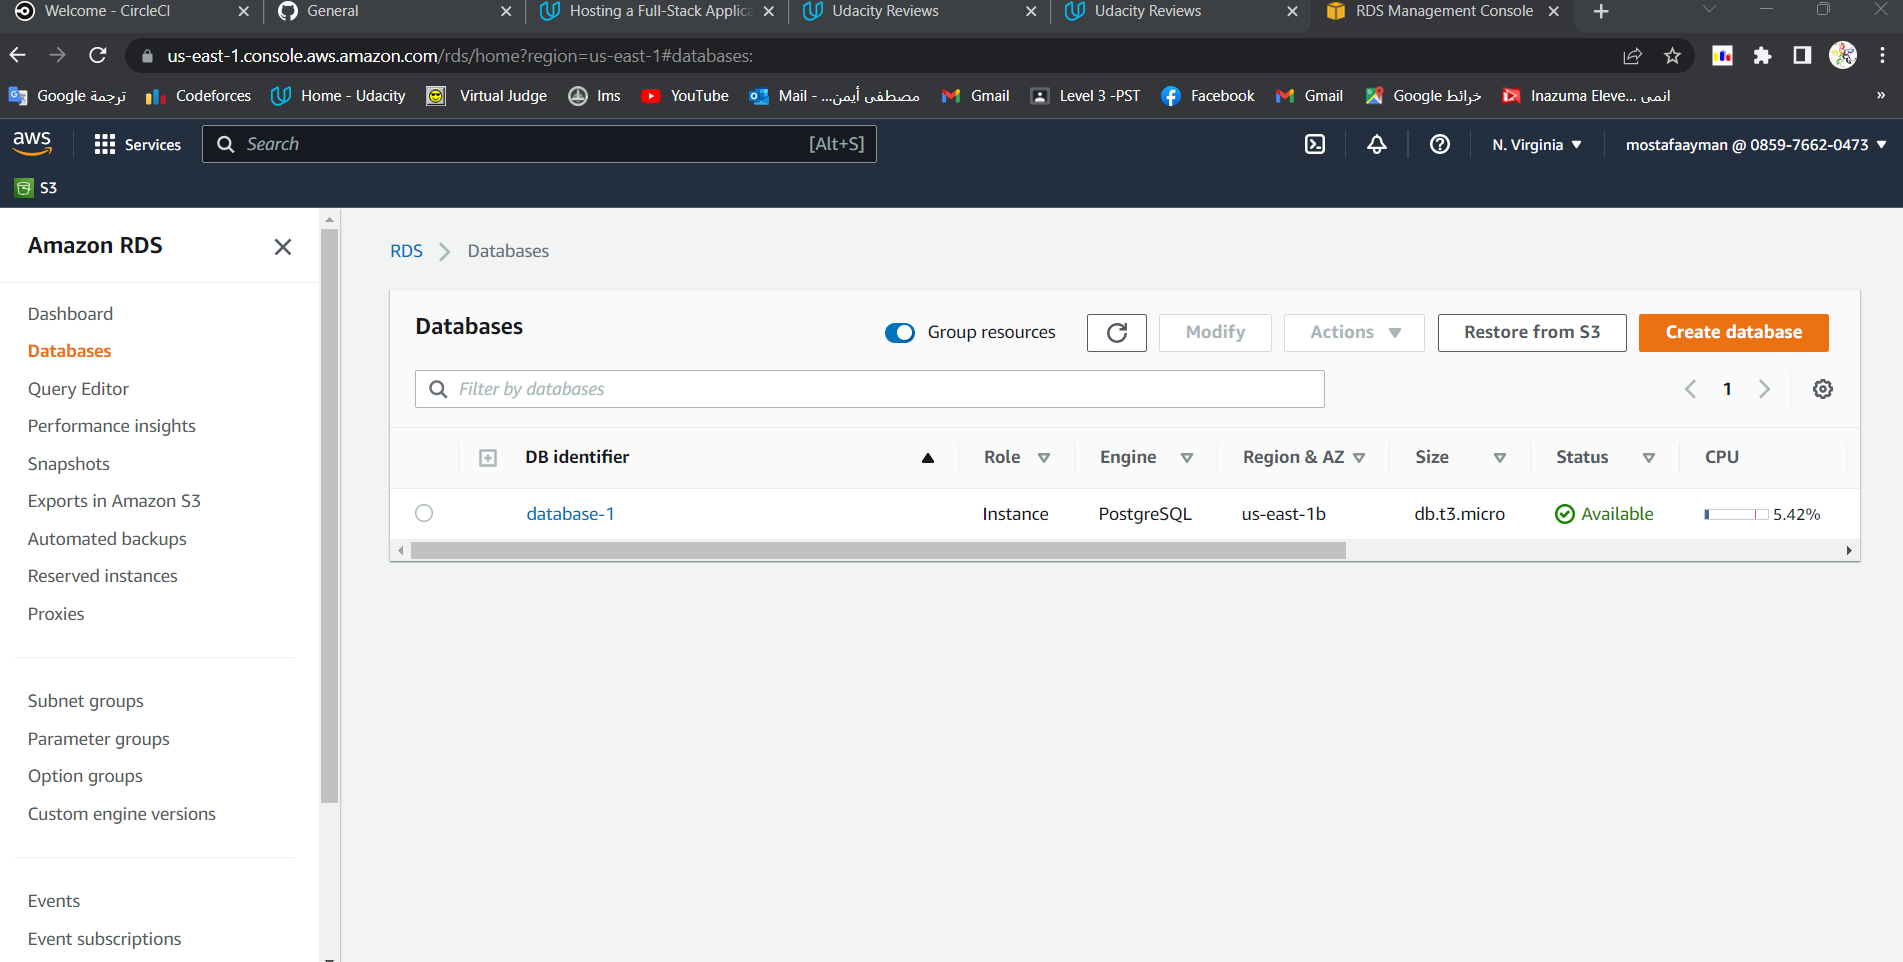 Welcome - CircleCI
General
Hosting a Full-Stack Applica
Udacity Reviews
Udacity Reviews
RDS Management Console
us-east-1.console.aws.amazon.com/rds/home?region=us-east-1#databases:
ترجمة Google
Codeforces
Home - Udacity
Virtual Judge
lms
YouTube
Mail - ...مصطفى أيمن
Gmail
Level 3 -PST
Facebook
Gmail
خرائط Google
Inazuma Eleve... انمى
»
aws
Services
Search
[Alt+S]
N. Virginia
mostafaayman @ 0859-7662-0473
S3
Amazon RDS
Dashboard
Databases
Query Editor
Performance insights
Snapshots
Exports in Amazon S3
Automated backups
Reserved instances
Proxies
Subnet groups
Parameter groups
Option groups
Custom engine versions
Events
Event subscriptions
RDS
Databases
Databases
Group resources
Modify
Actions
Restore from S3
Create database
Filter by databases
1
DB identifier
Role
Engine
Region & AZ
Size
Status
CPU
database-1
Instance
PostgreSQL
us-east-1b
db.t3.micro
Available
5.42%